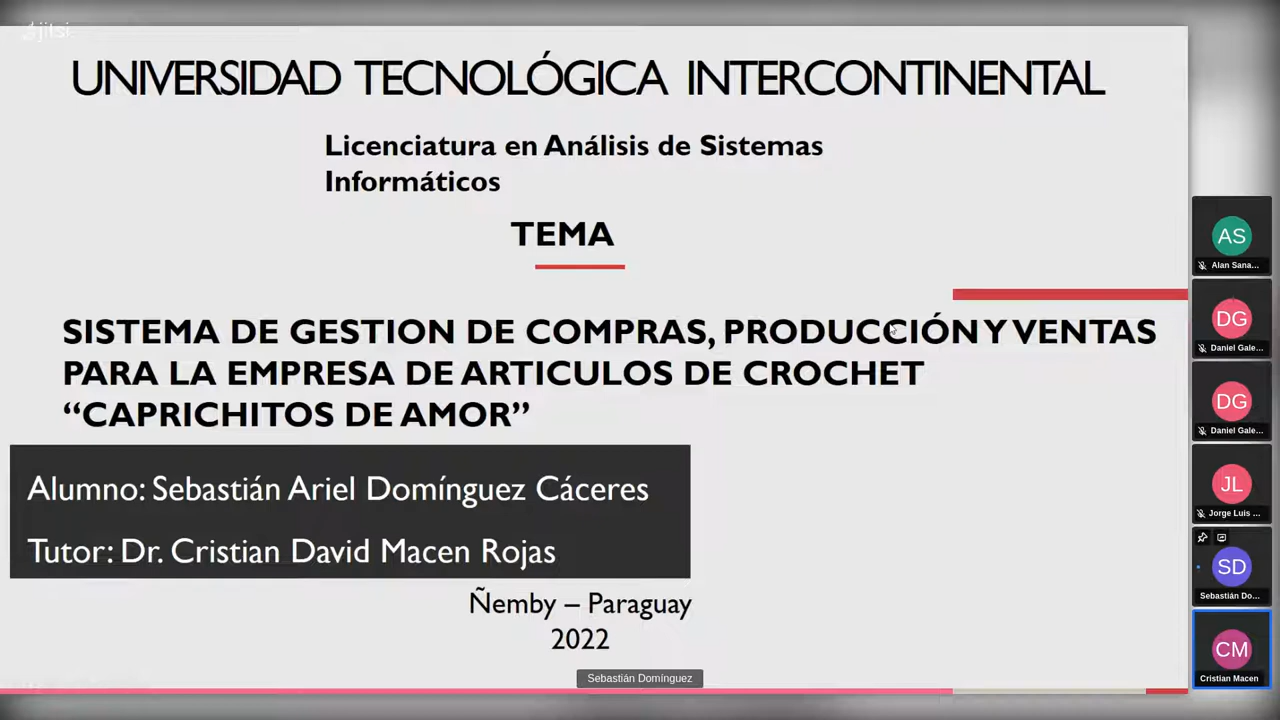 jitsi
UNIVERSIDAD TECNOLÓGICA INTERCONTINENTAL
Licenciatura en Análisis de Sistemas
Informáticos
TEMA
SISTEMA DE GESTION DE COMPRAS, PRODUCCIÓN Y VENTAS
PARA LA EMPRESA DE ARTICULOS DE CROCHET
“CAPRICHITOS DE AMOR”
Alumno: Sebastián Ariel Domínguez Cáceres
Tutor: Dr. Cristian David Macen Rojas
Ñemby – Paraguay
2022
Sebastián Domínguez
AS
Alan Sana...
DG
Daniel Gale...
DG
Daniel Gale...
JL
Jorge Luis ...
SD
Sebastián Do...
CM
Cristian Macen